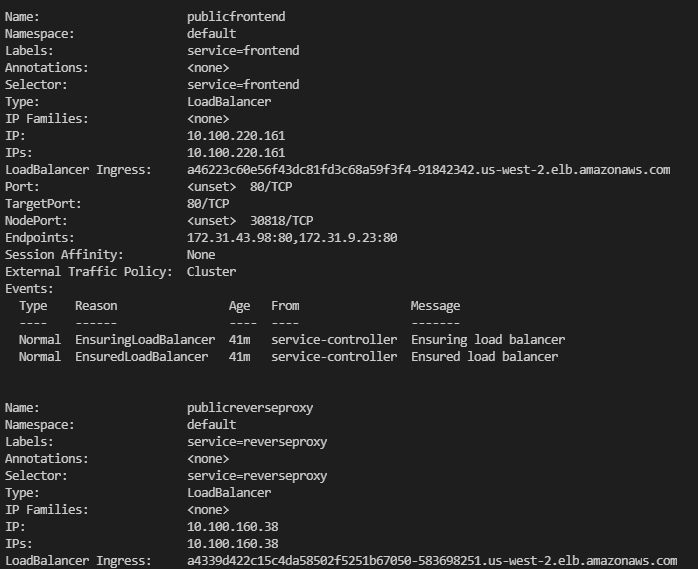 Name: publicfrontend
Namespace: default
Labels: service=frontend
Annotations: <none>
Selector: service=frontend
Type: LoadBalancer
IP Families: <none>
IP: 10.100.220.161
IPs: 10.100.220.161
LoadBalancer Ingress: a46223c60e56f43dc81fd3c68a59f3f4-91842342.us-west-2.elb.amazonaws.com
Port: <unset> 80/TCP
TargetPort: 80/TCP
NodePort: <unset> 30818/TCP
Endpoints: 172.31.43.98:80,172.31.9.23:80
Session Affinity: None
External Traffic Policy: Cluster
Events:
Type Reason Age From Message
---- ------ ---- ---- -------
Normal EnsuringLoadBalancer 41m service-controller Ensuring load balancer
Normal EnsuredLoadBalancer 41m service-controller Ensured load balancer
Name: publicreverseproxy
Namespace: default
Labels: service=reverseproxy
Annotations: <none>
Selector: service=reverseproxy
Type: LoadBalancer
IP Families: <none>
IP: 10.100.160.38
IPs: 10.100.160.38
LoadBalancer Ingress: a4339d422c15c4da58502f5251b67050-583698251.us-west-2.elb.amazonaws.com